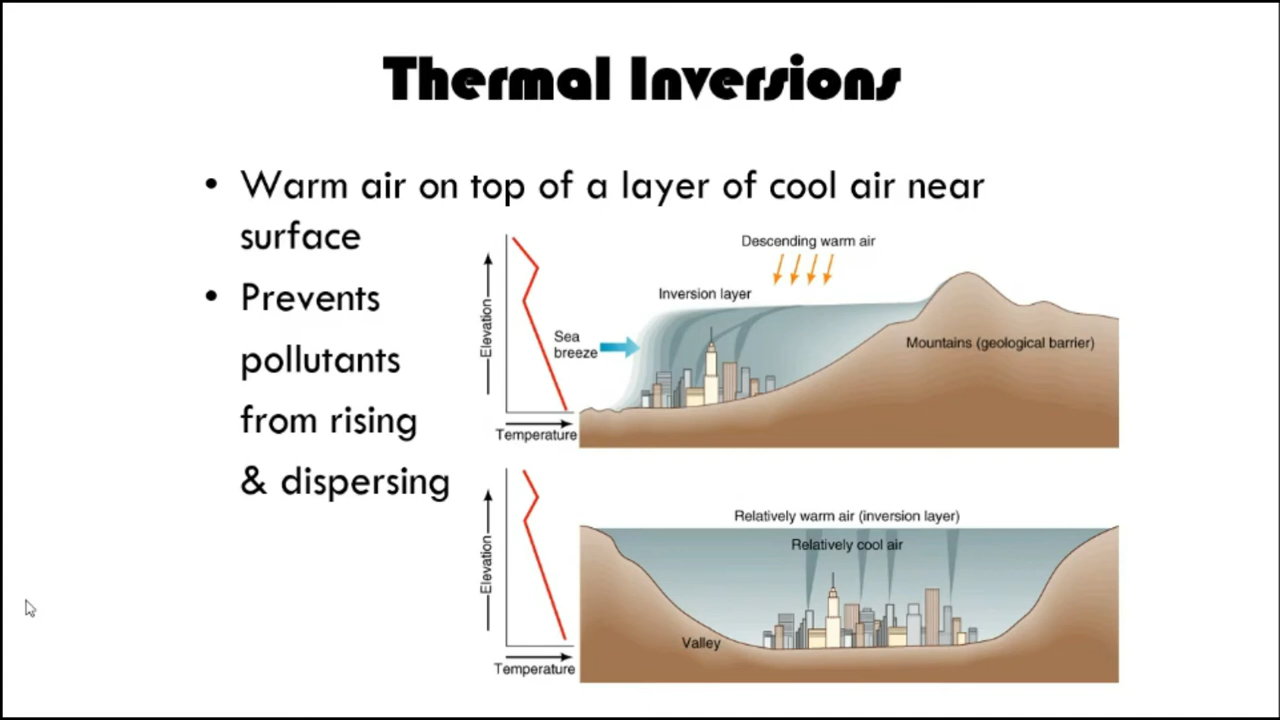 Thermal Inversions
• Warm air on top of a layer of cool air near
surface
• Prevents
pollutants
from rising
& dispersing
Descending warm air
Inversion layer
Elevation
Sea
breeze
Mountains (geological barrier)
Temperature
Relatively warm air (inversion layer)
Relatively cool air
Elevation
Valley
Temperature